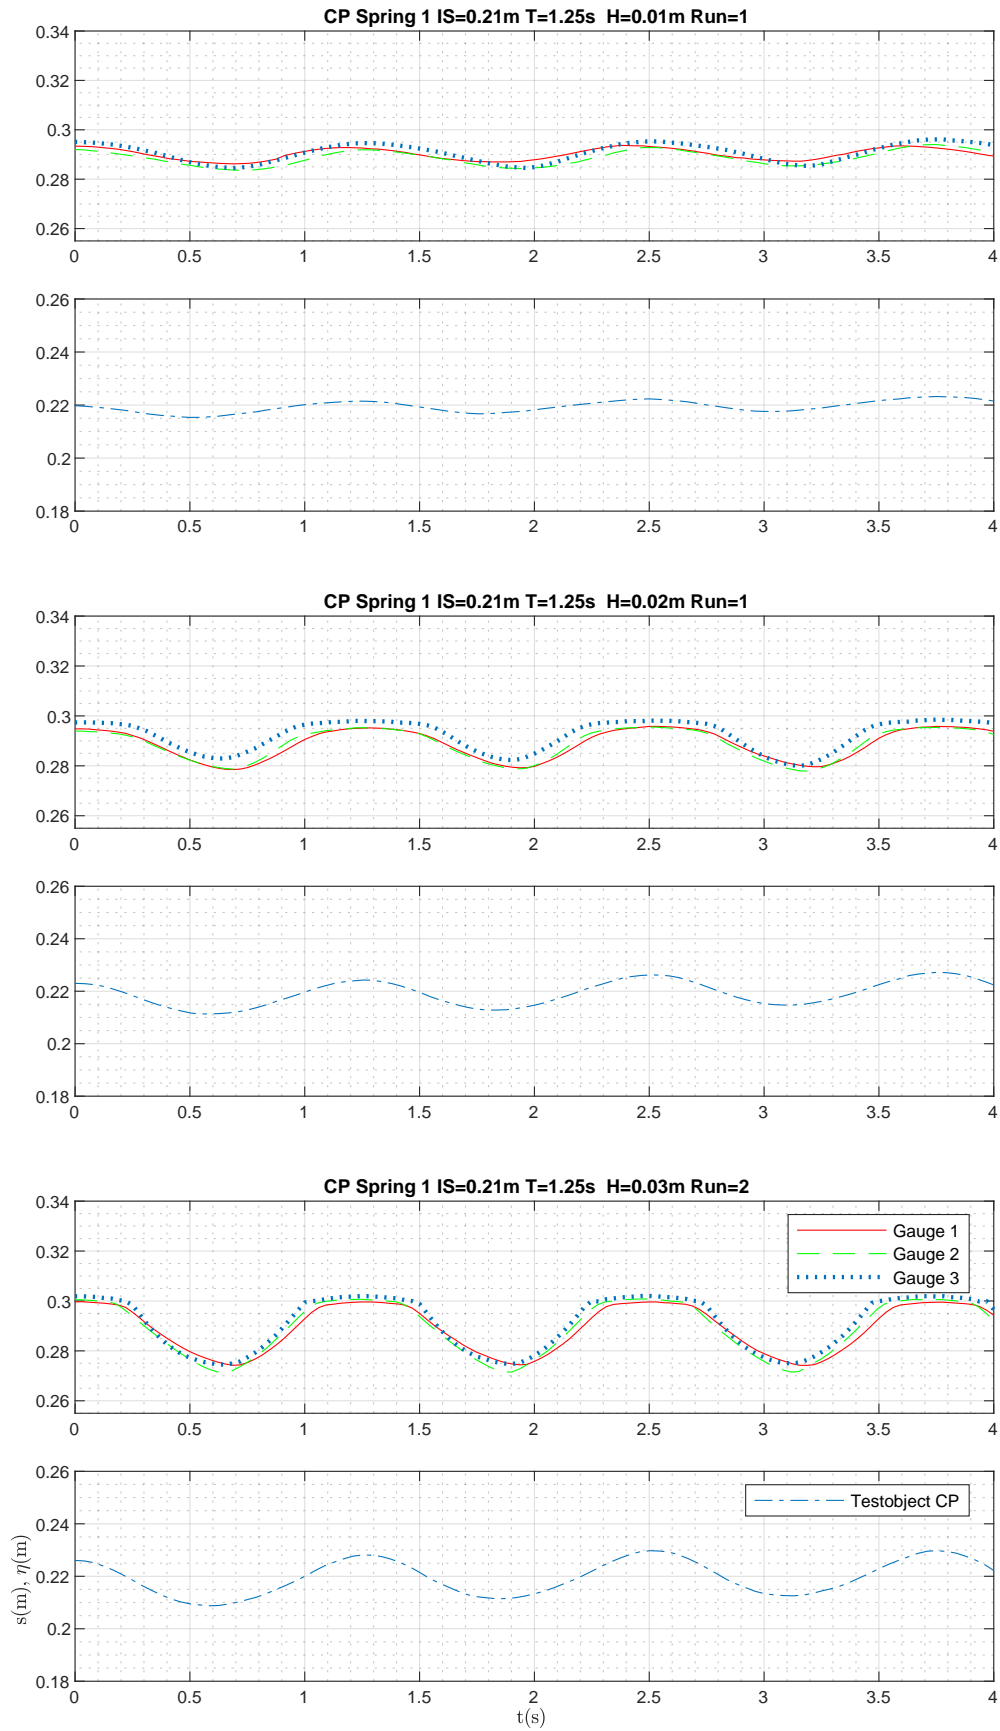 CP Spring 1 IS=0.21m T=1.25s  H=0.01m Run=1
0.34
0.32
0.3
0.28
0.26
0 0.5 1 1.5 2 2.5 3 3.5 4
0.26
0.24
0.22
0.2
0.18
0 0.5 1 1.5 2 2.5 3 3.5 4
CP Spring 1 IS=0.21m T=1.25s  H=0.02m Run=1
0.34
0.32
0.3
0.28
0.26
0 0.5 1 1.5 2 2.5 3 3.5 4
0.26
0.24
0.22
0.2
0.18
0 0.5 1 1.5 2 2.5 3 3.5 4
CP Spring 1 IS=0.21m T=1.25s  H=0.03m Run=2
0.34
0.32
0.3
0.28
0.26
Gauge 1
Gauge 2
Gauge 3
0 0.5 1 1.5 2 2.5 3 3.5 4
0.26
0.24
0.22
0.2
0.18
Testobject CP
s(m), η(m)
0 0.5 1 1.5 2 2.5 3 3.5 4
t(s)